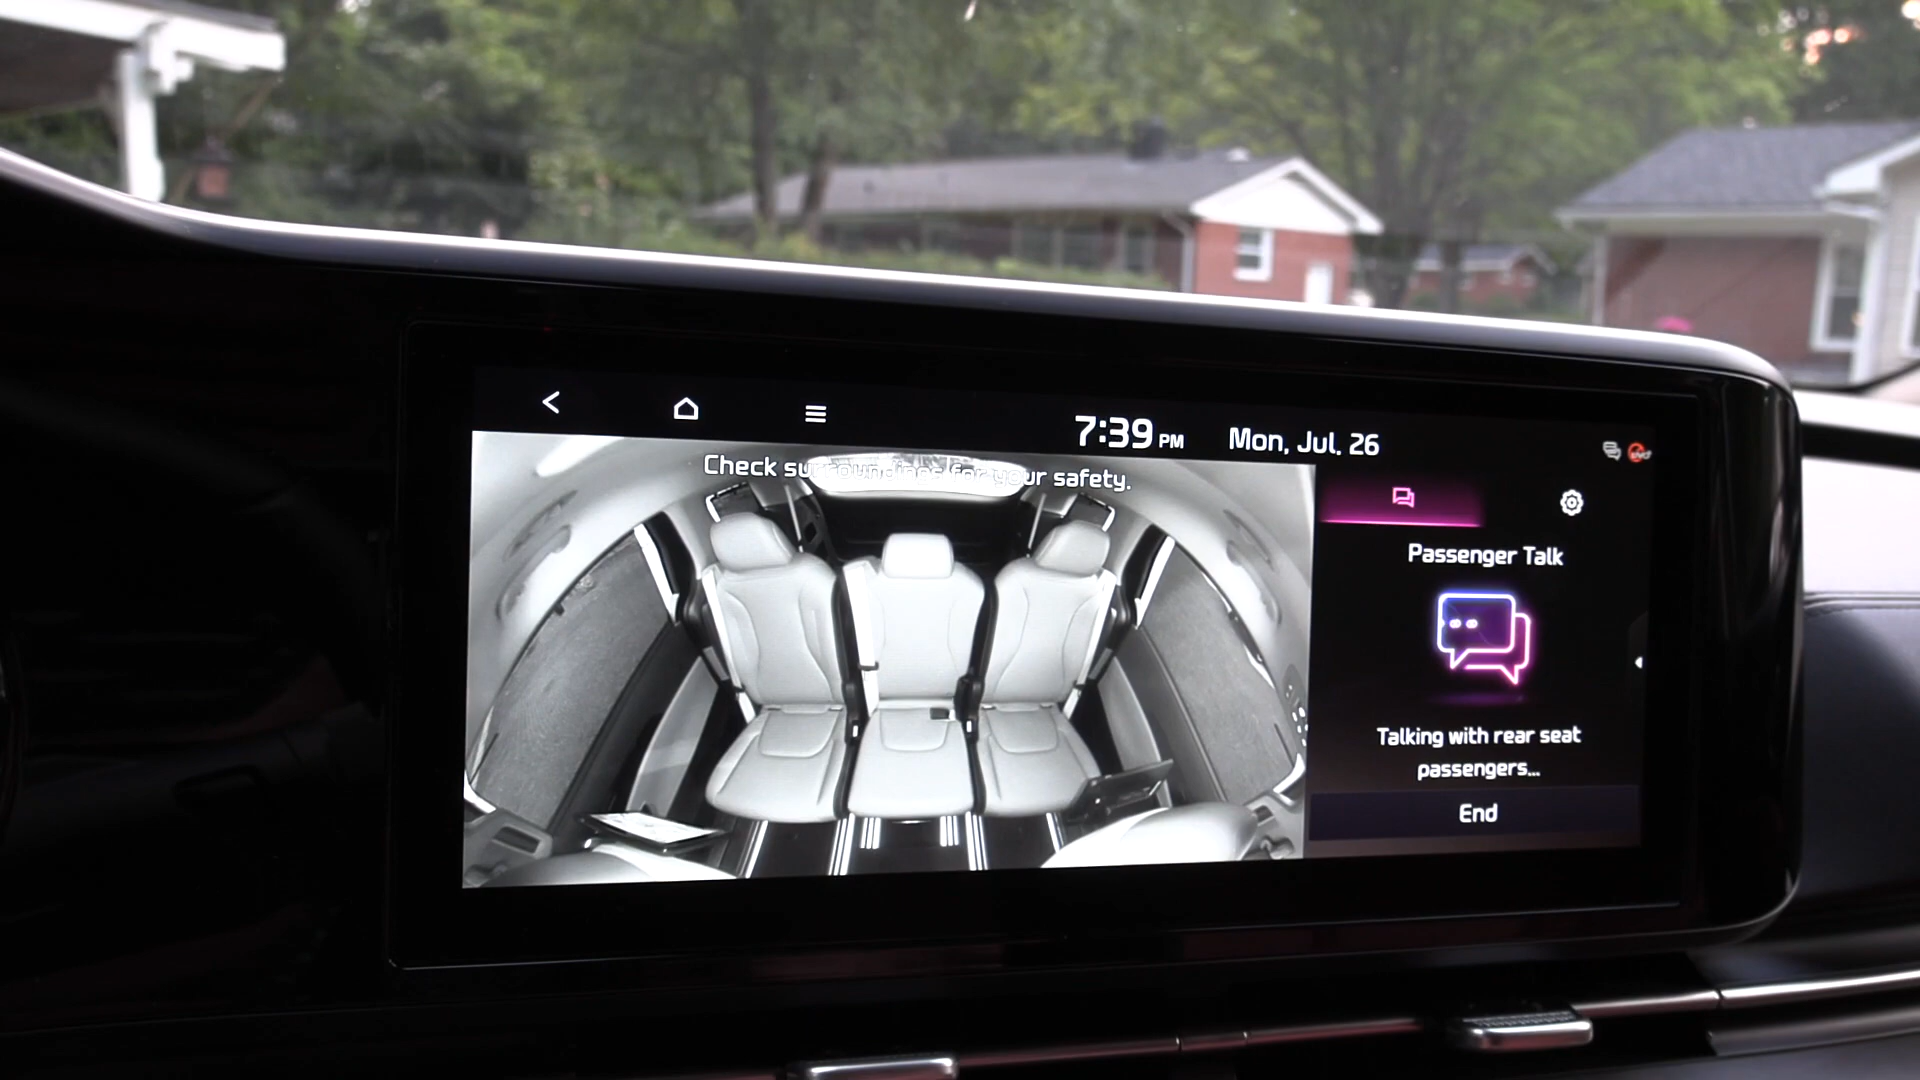 7:39 PM Mon, Jul. 26
Check surroundings for your safety.
Passenger Talk
Talking with rear seat
passengers...
End